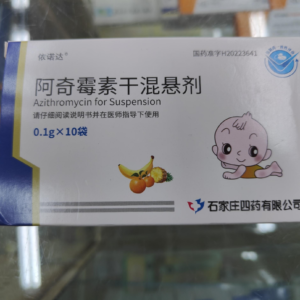 依诺达®
国药准字H20223641
阿奇霉素干混悬剂
Azithromycin for Suspension
请仔细阅读说明书并在医师指导下使用
0.1g×10袋
石家庄四药有限公司